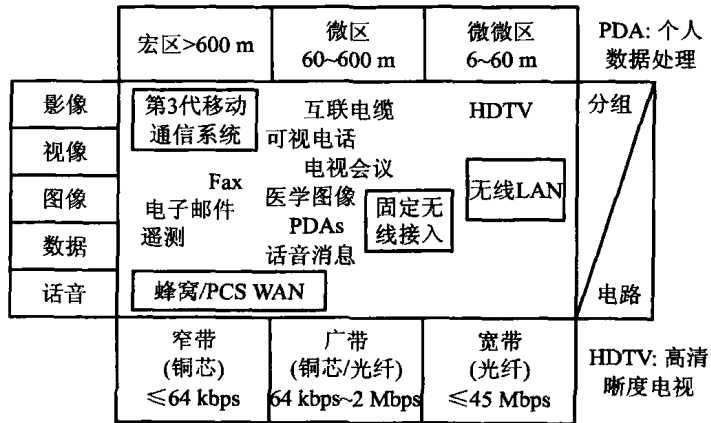 宏区>600 m
微区
60~600 m
微微区
6~60 m
PDA: 个人
数据处理
影像
视像
图像
数据
话音
第3代移动
通信系统
互联电缆
HDTV
可视电话
电视会议
Fax
电子邮件
遥测
医学图像
PDAs
话音消息
固定无
线接入
无线LAN
蜂窝/PCS WAN
分组
电路
窄带
(铜芯)
≤64 kbps
广带
(铜芯/光纤)
64 kbps~2 Mbps
宽带
(光纤)
≤45 Mbps
HDTV: 高清
晰度电视